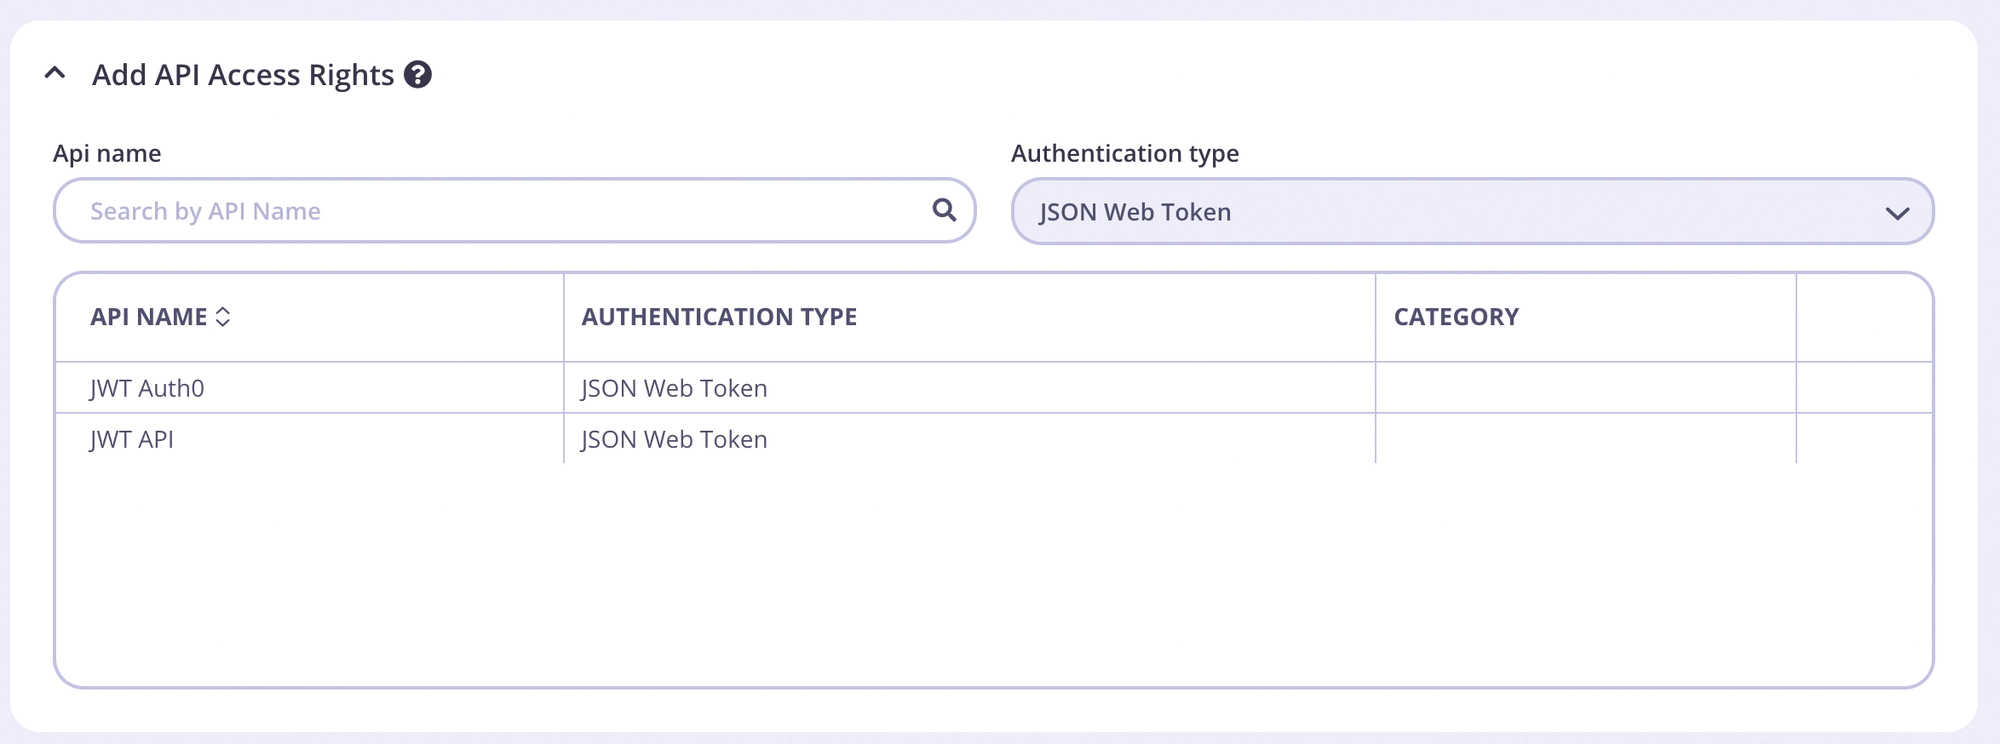 Add API Access Rights ?
Api name
Authentication type
Search by API Name
JSON Web Token
API NAME AUTHENTICATION TYPE CATEGORY
JWT Auth0 JSON Web Token
JWT API JSON Web Token